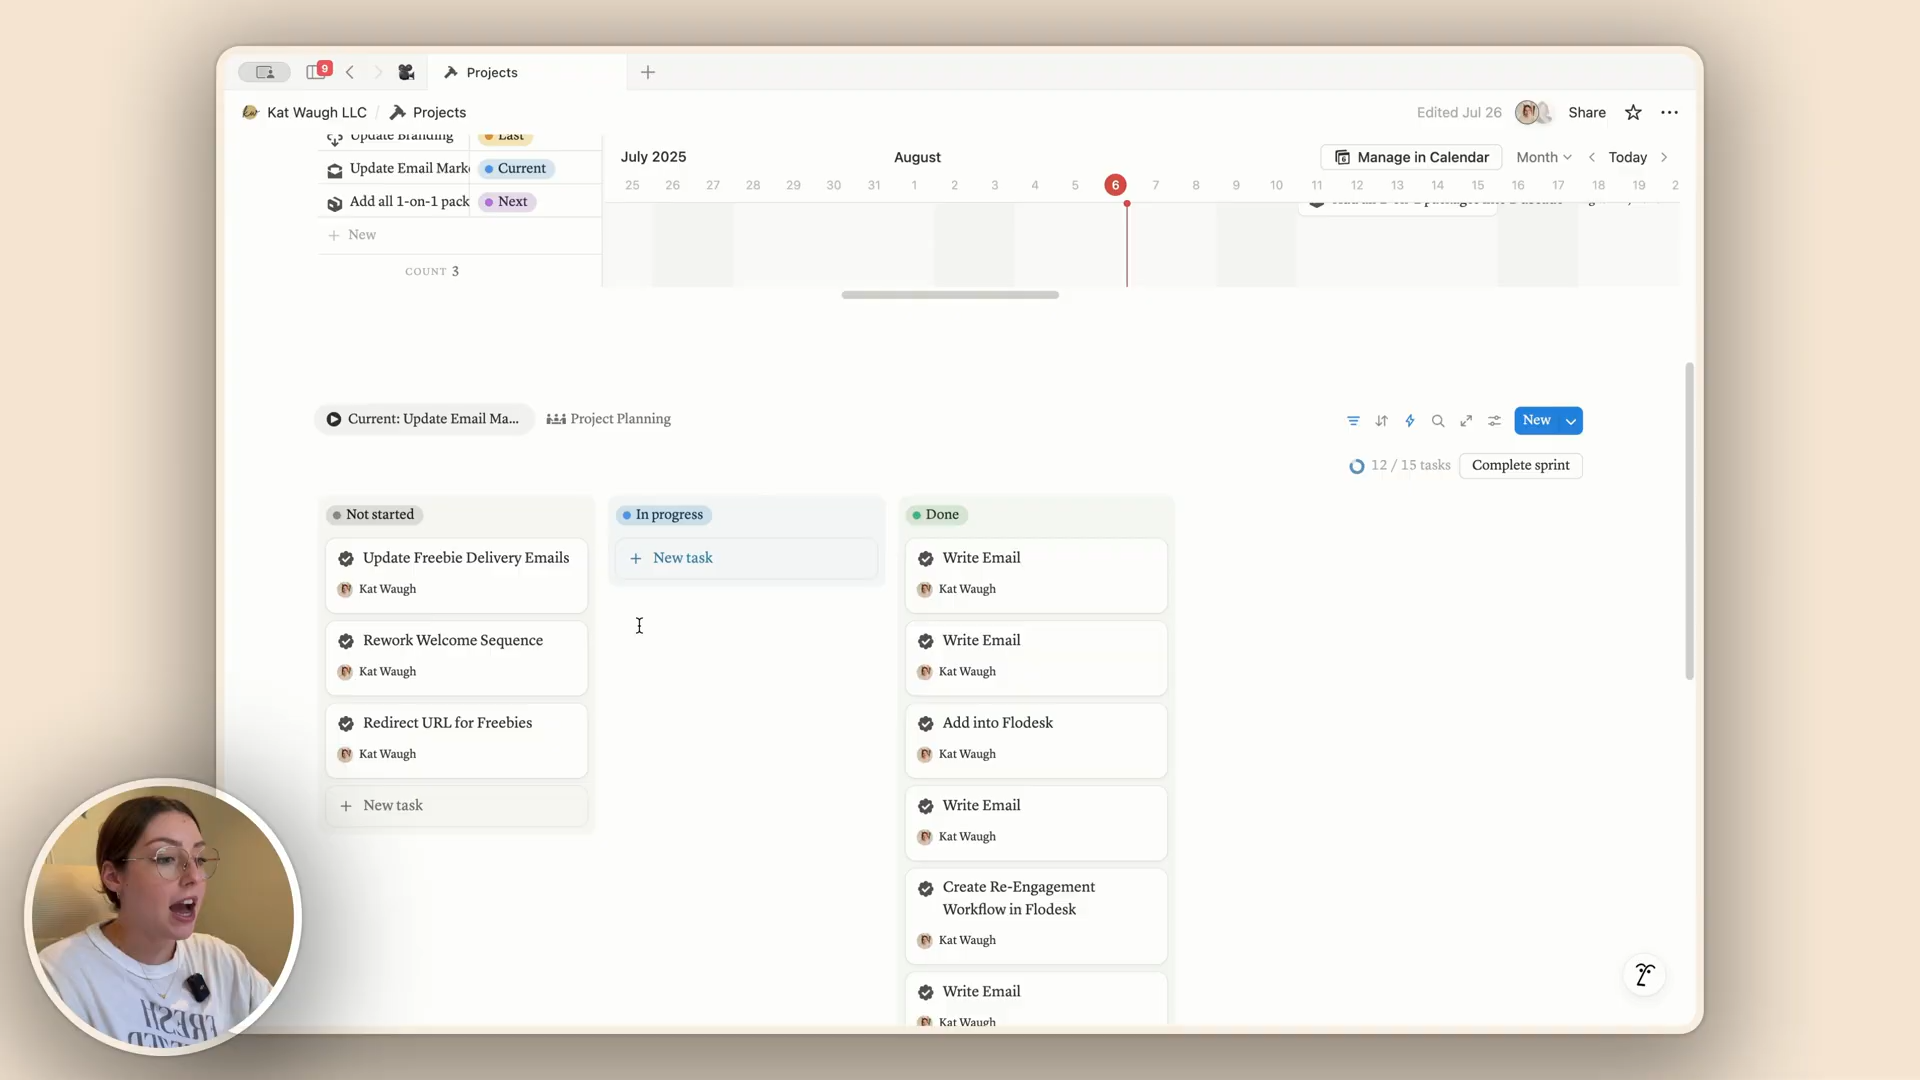 9
Projects
Kat Waugh LLC / Projects
Edited Jul 26
Share
Update Branding
Last
Update Email Mark
Current
Add all 1-on-1 pack
Next
New
COUNT 3
July 2025
August
Manage in Calendar
Month
Today
25 26 27 28 29 30 31 1 2 3 4 5 6 7 8 9 10 11 12 13 14 15 16 17 18 19 2
Current: Update Email Ma...
Project Planning
New
12 / 15 tasks
Complete sprint
Not started
Update Freebie Delivery Emails
Kat Waugh
Rework Welcome Sequence
Kat Waugh
Redirect URL for Freebies
Kat Waugh
New task
In progress
New task
Done
Write Email
Kat Waugh
Write Email
Kat Waugh
Add into Flodesk
Kat Waugh
Write Email
Kat Waugh
Create Re-Engagement
Workflow in Flodesk
Kat Waugh
Write Email
Kat Waugh
FRESH